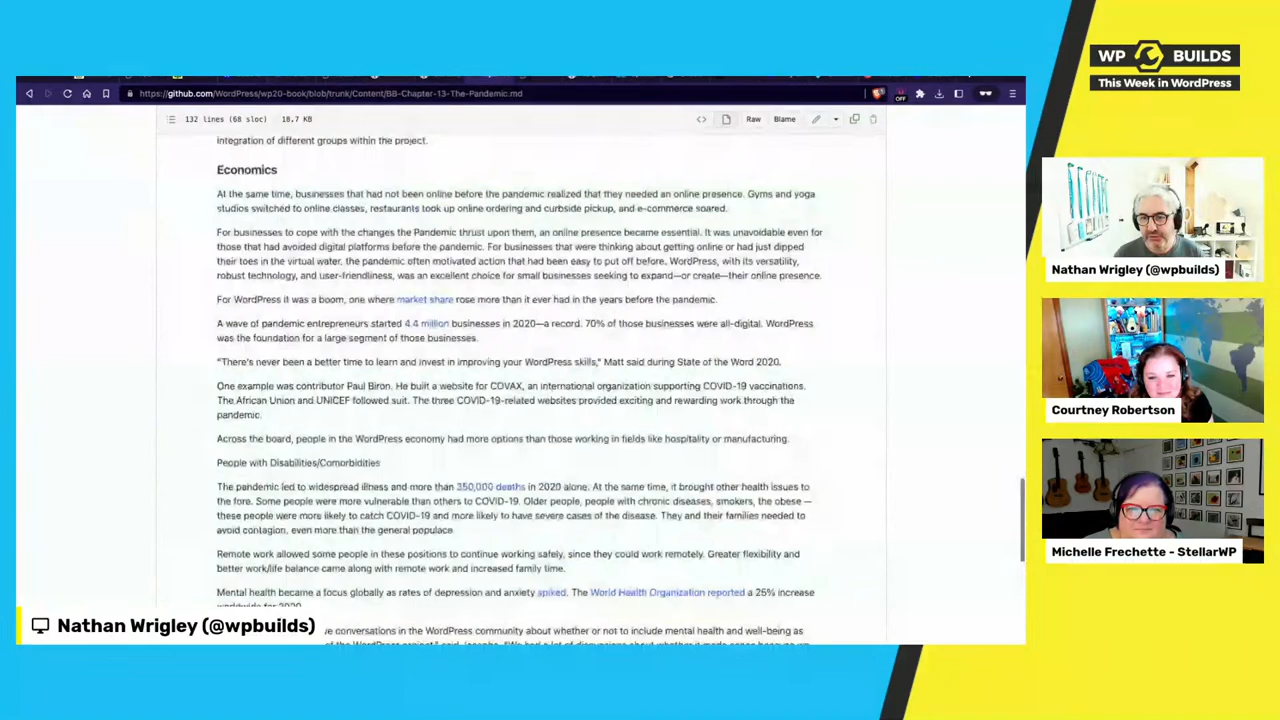 WP BUILDS
This Week in WordPress
https://github.com/WordPress/wp20-book/blob/trunk/Content/BB-Chapter-13-The-Pandemic.md
OFF
132 lines (68 sloc) 18.7 KB
Raw
Blame
integration of different groups within the project.
Economics
At the same time, businesses that had not been online before the pandemic realized that they needed an online presence. Gyms and yoga
studios switched to online classes, restaurants took up online ordering and curbside pickup, and e-commerce soared.
For businesses to cope with the changes the Pandemic thrust upon them, an online presence became essential. It was unavoidable even for
those that had avoided digital platforms before the pandemic. For businesses that were thinking about getting online or had just dipped
their toes in the virtual water, the pandemic often motivated action that had been easy to put off before. WordPress, with its versatility,
robust technology, and user-friendliness, was an excellent choice for small businesses seeking to expand—or create—their online presence.
For WordPress it was a boom, one where market share rose more than it ever had in the years before the pandemic.
A wave of pandemic entrepreneurs started 4.4 million businesses in 2020—a record. 70% of those businesses were all-digital. WordPress
was the foundation for a large segment of those businesses.
"There's never been a better time to learn and invest in improving your WordPress skills," Matt said during State of the Word 2020.
One example was contributor Paul Biron. He built a website for COVAX, an international organization supporting COVID-19 vaccinations.
The African Union and UNICEF followed suit. The three COVID-19-related websites provided exciting and rewarding work through the
pandemic.
Across the board, people in the WordPress economy had more options than those working in fields like hospitality or manufacturing.
People with Disabilities/Comorbidities
The pandemic led to widespread illness and more than 350,000 deaths in 2020 alone. At the same time, it brought other health issues to
the fore. Some people were more vulnerable than others to COVID-19. Older people, people with chronic diseases, smokers, the obese —
these people were more likely to catch COVID-19 and more likely to have severe cases of the disease. They and their families needed to
avoid contagion, even more than the general populace
Remote work allowed some people in these positions to continue working safely, since they could work remotely. Greater flexibility and
better work/life balance came along with remote work and increased family time.
Mental health became a focus globally as rates of depression and anxiety spiked. The World Health Organization reported a 25% increase
worldwide for 2020
conversations in the WordPress community about whether or not to include mental health and well-being as
Nathan Wrigley (@wpbuilds)
Nathan Wrigley (@wpbuilds)
Courtney Robertson
Michelle Frechette - StellarWP